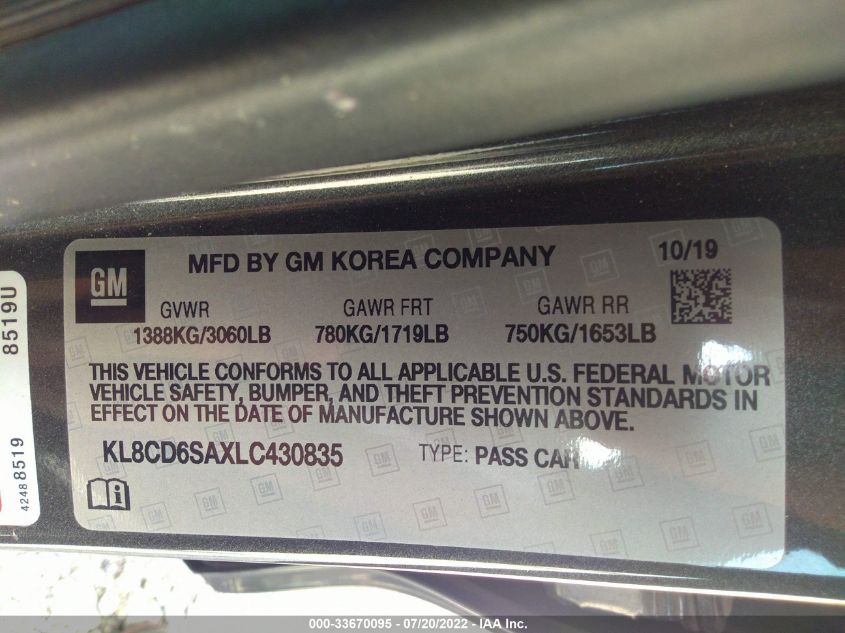 GM
MFD BY GM KOREA COMPANY
10/19
GVWR GAWR FRT GAWR RR
1388KG/3060LB 780KG/1719LB 750KG/1653LB
THIS VEHICLE CONFORMS TO ALL APPLICABLE U.S. FEDERAL MOTOR
VEHICLE SAFETY, BUMPER, AND THEFT PREVENTION STANDARDS IN
EFFECT ON THE DATE OF MANUFACTURE SHOWN ABOVE.
KL8CD6SAXLC430835 TYPE: PASS CAR
8519U
42488519
000-33670095 - 07/20/2022 - IAA Inc.